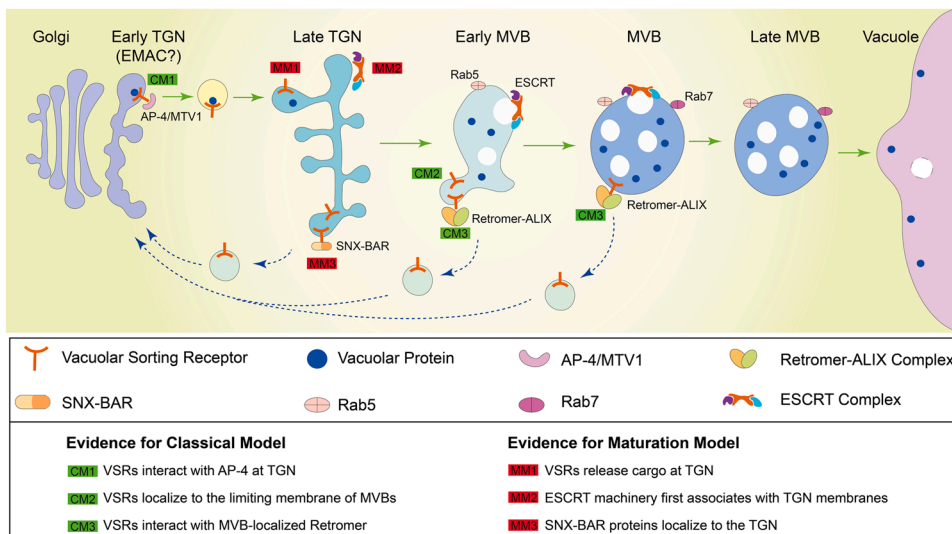 Golgi
Early TGN
(EMAC?)
Late TGN
Early MVB
MVB
Late MVB
Vacuole
CM1
AP-4/MTV1
MM1
MM2
Rab5
ESCRT
Rab7
CM2
Retromer-ALIX
CM3
CM3
Retromer-ALIX
SNX-BAR
MM3
Vacuolar Sorting Receptor
Vacuolar Protein
AP-4/MTV1
Retromer-ALIX Complex
SNX-BAR
Rab5
Rab7
ESCRT Complex
Evidence for Classical Model
CM1 VSRs interact with AP-4 at TGN
CM2 VSRs localize to the limiting membrane of MVBs
CM3 VSRs interact with MVB-localized Retromer
Evidence for Maturation Model
MM1 VSRs release cargo at TGN
MM2 ESCRT machinery first associates with TGN membranes
MM3 SNX-BAR proteins localize to the TGN